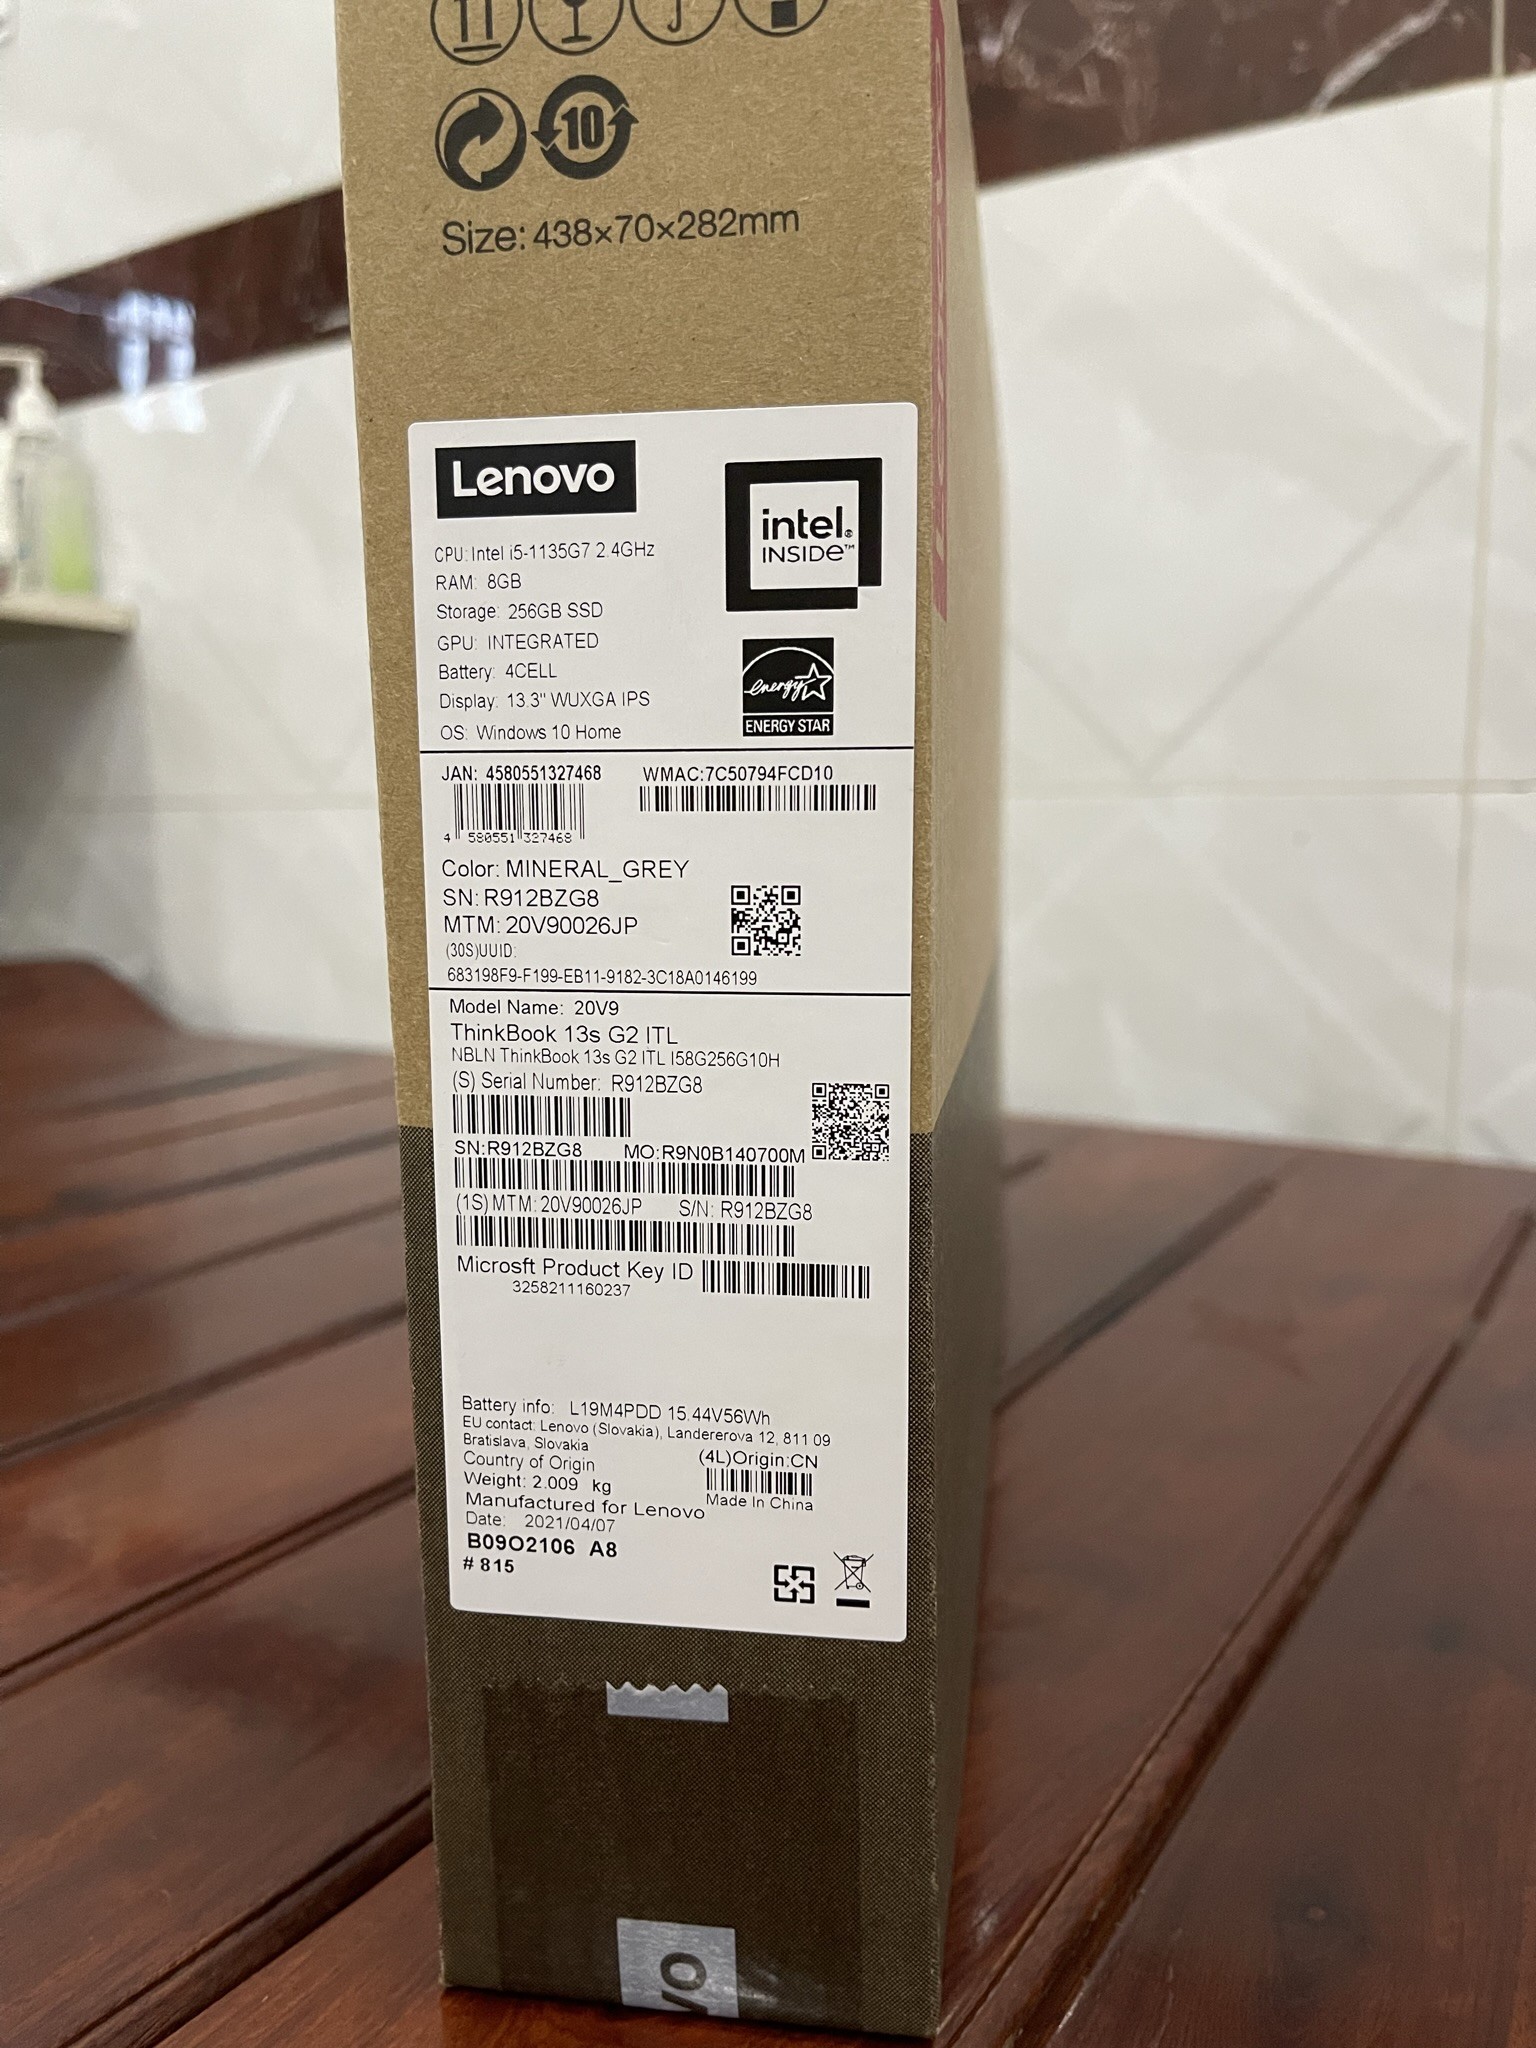 10
Size: 438×70×282mm
Lenovo
intel®
INSIDE™
CPU: Intel i5-1135G7 2.4GHz
RAM: 8GB
Storage: 256GB SSD
GPU: INTEGRATED
Battery: 4CELL
Display: 13.3" WUXGA IPS
OS: Windows 10 Home
energy
ENERGY STAR
JAN: 4580551327468 WMAC:7C50794FCD10
4 580551 327468
Color: MINERAL_GREY
SN: R912BZG8
MTM: 20V90026JP
(30S)UUID:
683198F9-F199-EB11-9182-3C18A0146199
Model Name: 20V9
ThinkBook 13s G2 ITL
NBLN ThinkBook 13s G2 ITL I58G256G10H
(S) Serial Number: R912BZG8
SN:R912BZG8 MO:R9N0B140700M
(1S) MTM: 20V90026JP S/N: R912BZG8
Microsft Product Key ID
3258211160237
Battery info: L19M4PDD 15.44V56Wh
EU contact: Lenovo (Slovakia), Landererova 12, 811 09
Bratislava, Slovakia
Country of Origin (4L)Origin:CN
Weight: 2.009 kg
Made In China
Manufactured for Lenovo
Date: 2021/04/07
B09O2106 A8
# 815
vo